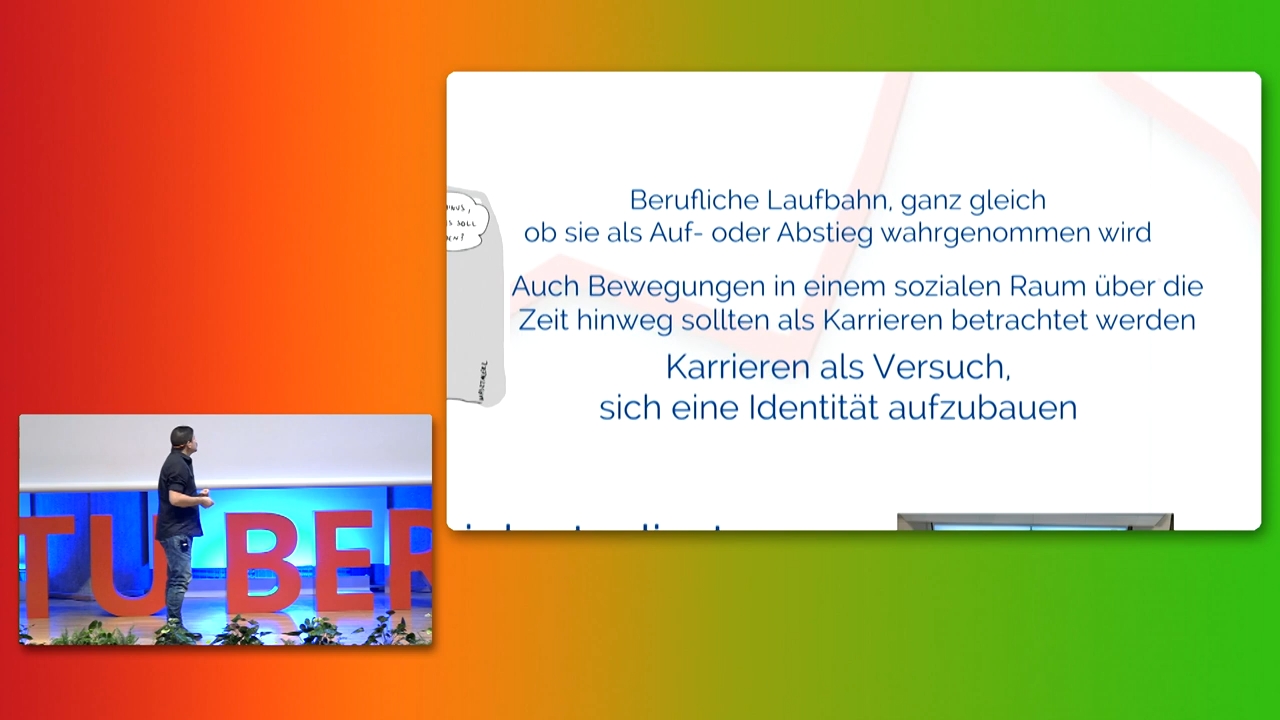 Berufliche Laufbahn, ganz gleich
ob sie als Auf- oder Abstieg wahrgenommen wird
Auch Bewegungen in einem sozialen Raum über die
Zeit hinweg sollten als Karrieren betrachtet werden
Karrieren als Versuch,
sich eine Identität aufzubauen
SOLL
TU BER